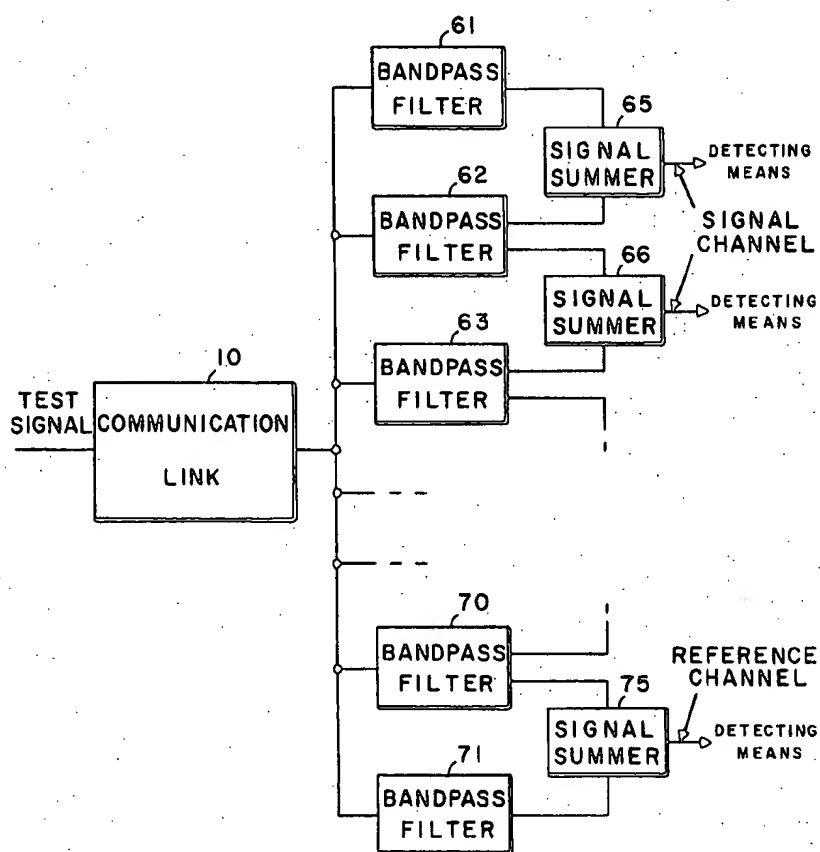 61
BANDPASS
FILTER
65
SIGNAL
SUMMER
DETECTING
MEANS
62
BANDPASS
FILTER
SIGNAL
CHANNEL
66
SIGNAL
SUMMER
DETECTING
MEANS
63
BANDPASS
FILTER
10
TEST
SIGNAL
COMMUNICATION
LINK
70
BANDPASS
FILTER
REFERENCE
CHANNEL
75
SIGNAL
SUMMER
DETECTING
MEANS
71
BANDPASS
FILTER